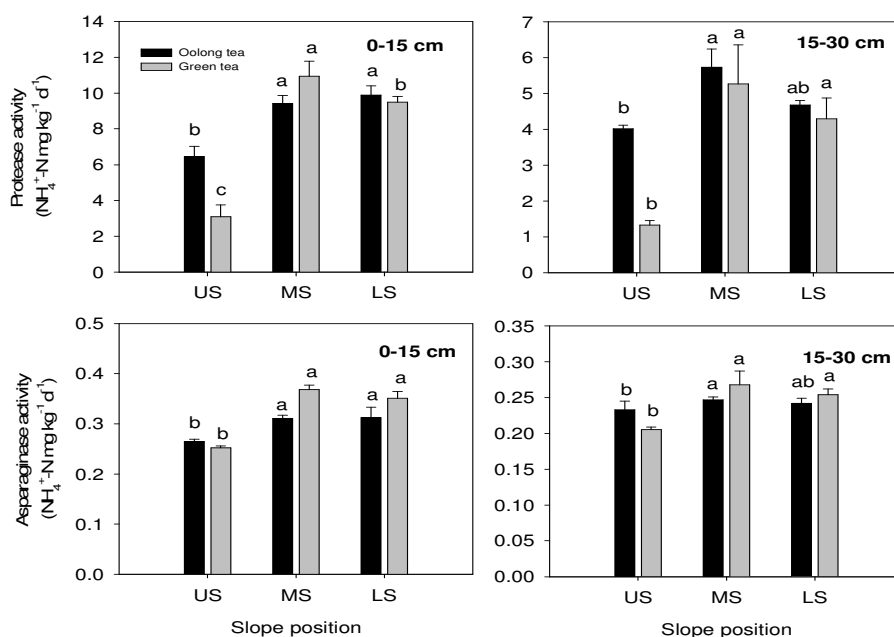 14
12
10
8
6
4
2
0
Protease activity
(NH₄⁺-N mg kg⁻¹ d⁻¹)
Oolong tea
Green tea
0-15 cm
b
c
a
a
a
b
US MS LS
7
6
5
4
3
2
1
0
15-30 cm
b
b
a
a
ab
a
US MS LS
0.5
0.4
0.3
0.2
0.1
0.0
Asparaginase activity
(NH₄⁺-N mg kg⁻¹ d⁻¹)
0-15 cm
b
b
a
a
a
a
US MS LS
Slope position
0.35
0.30
0.25
0.20
0.15
0.10
0.05
0.00
15-30 cm
b
b
a
a
ab
a
US MS LS
Slope position